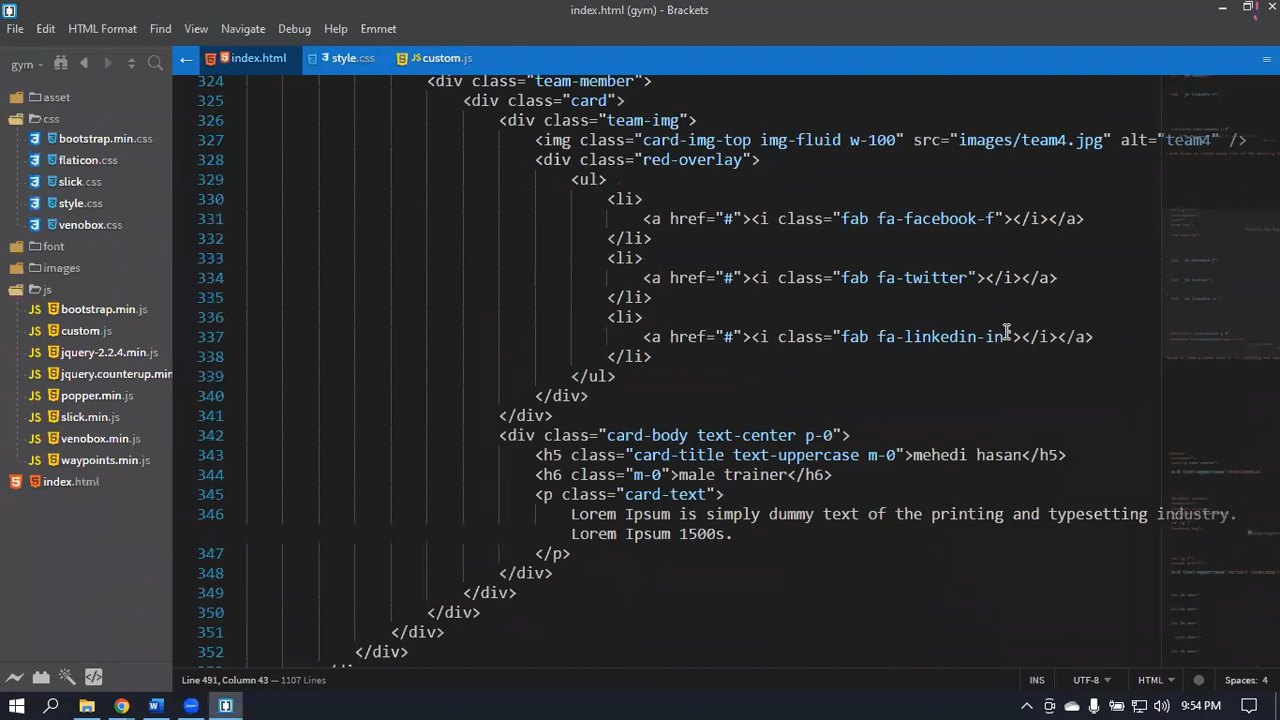 index.html (gym) - Brackets
File Edit HTML Format Find View Navigate Debug Help Emmet
gym index.html style.css custom.js
asset
css
bootstrap.min.css
flaticon.css
slick.css
style.css
venobox.css
font
images
js
JS bootstrap.min.js
JS custom.js
JS jquery-2.2.4.min.js
JS jquery.counterup.min
JS popper.min.js
JS slick.min.js
JS venobox.min.js
JS waypoints.min.js
index.html
324 <div class="team-member">
325 <div class="card">
326 <div class="team-img">
327 <img class="card-img-top img-fluid w-100" src="images/team4.jpg" alt="team4" />
328 <div class="red-overlay">
329 <ul>
330 <li>
331 <a href="#"><i class="fab fa-facebook-f"></i></a>
332 </li>
333 <li>
334 <a href="#"><i class="fab fa-twitter"></i></a>
335 </li>
336 <li>
337 <a href="#"><i class="fab fa-linkedin-in"></i></a>
338 </li>
339 </ul>
340 </div>
341 </div>
342 <div class="card-body text-center p-0">
343 <h5 class="card-title text-uppercase m-0">mehedi hasan</h5>
344 <h6 class="m-0">male trainer</h6>
345 <p class="card-text">
346 Lorem Ipsum is simply dummy text of the printing and typesetting industry.
Lorem Ipsum 1500s.
347 </p>
348 </div>
349 </div>
350 </div>
351 </div>
352 </div>
Line 491, Column 43 — 1107 Lines INS UTF-8 HTML Spaces: 4
9:54 PM